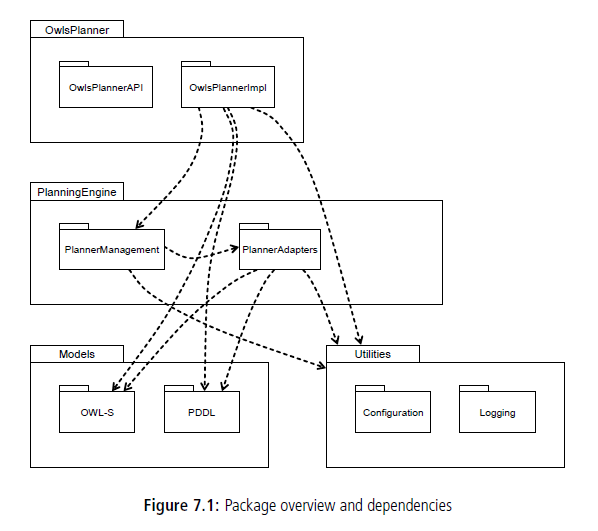 OwlsPlanner
OwlsPlannerAPI
OwlsPlannerImpl
PlanningEngine
PlannerManagement
PlannerAdapters
Models
Utilities
OWL-S
PDDL
Configuration
Logging
Figure 7.1: Package overview and dependencies